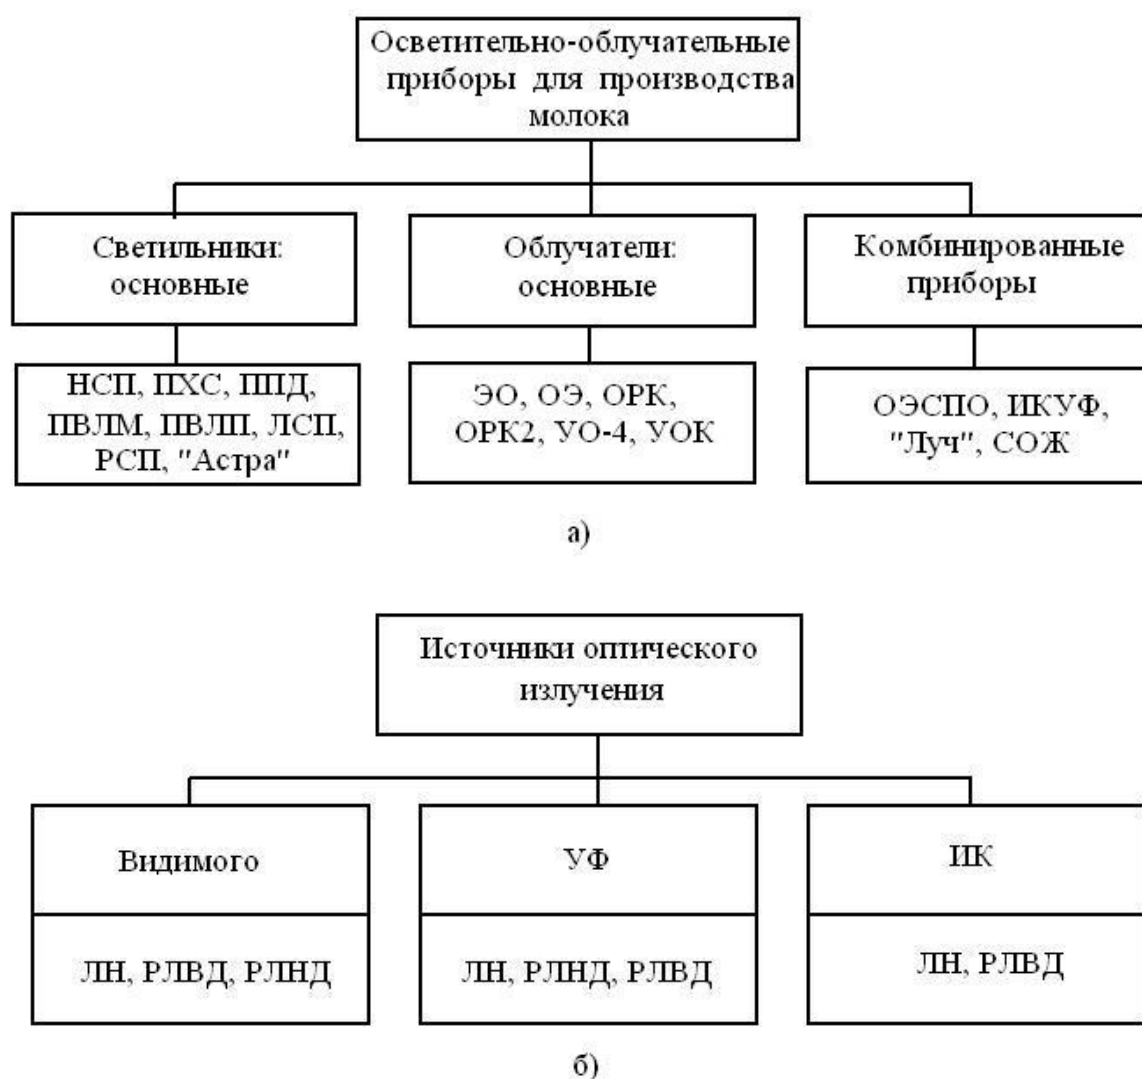 Осветительно-облучательные
приборы для производства
молока
Светильники:
основные
Облучатели:
основные
Комбинированные
приборы
НСП, ПХС, ППД,
ПВЛМ, ПВЛП, ЛСП,
РСП, "Астра"
ЭО, ОЭ, ОРК,
ОРК2, УО-4, УОК
ОЭСПО, ИКУФ,
"Луч", СОЖ
а)
Источники оптического
излучения
Видимого
УФ
ИК
ЛН, РЛВД, РЛНД
ЛН, РЛНД, РЛВД
ЛН, РЛВД
б)